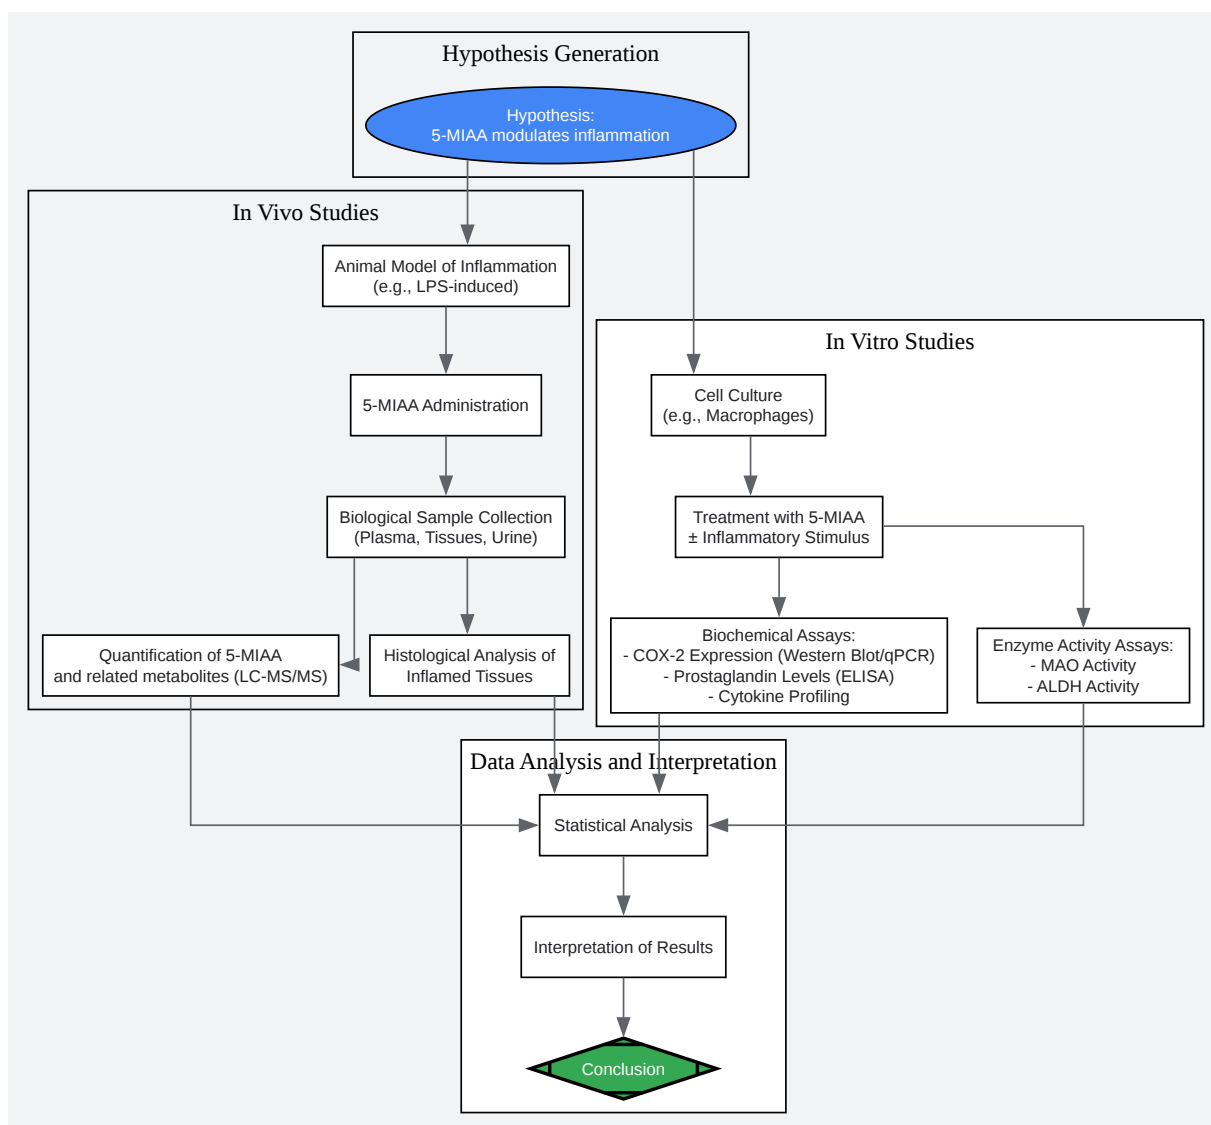 Hypothesis Generation
Hypothesis:
5-MIAA modulates inflammation
In Vivo Studies
Animal Model of Inflammation
(e.g., LPS-induced)
5-MIAA Administration
Biological Sample Collection
(Plasma, Tissues, Urine)
Quantification of 5-MIAA
and related metabolites (LC-MS/MS)
Histological Analysis of
Inflamed Tissues
In Vitro Studies
Cell Culture
(e.g., Macrophages)
Treatment with 5-MIAA
± Inflammatory Stimulus
Biochemical Assays:
- COX-2 Expression (Western Blot/qPCR)
- Prostaglandin Levels (ELISA)
- Cytokine Profiling
Enzyme Activity Assays:
- MAO Activity
- ALDH Activity
Data Analysis and Interpretation
Statistical Analysis
Interpretation of Results
Conclusion